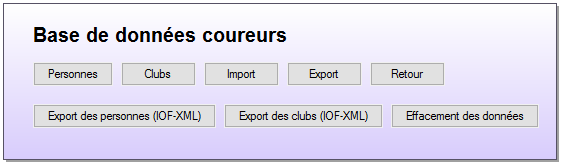 Base de données coureurs
Personnes Clubs Import Export Retour
Export des personnes (IOF-XML) Export des clubs (IOF-XML) Effacement des données